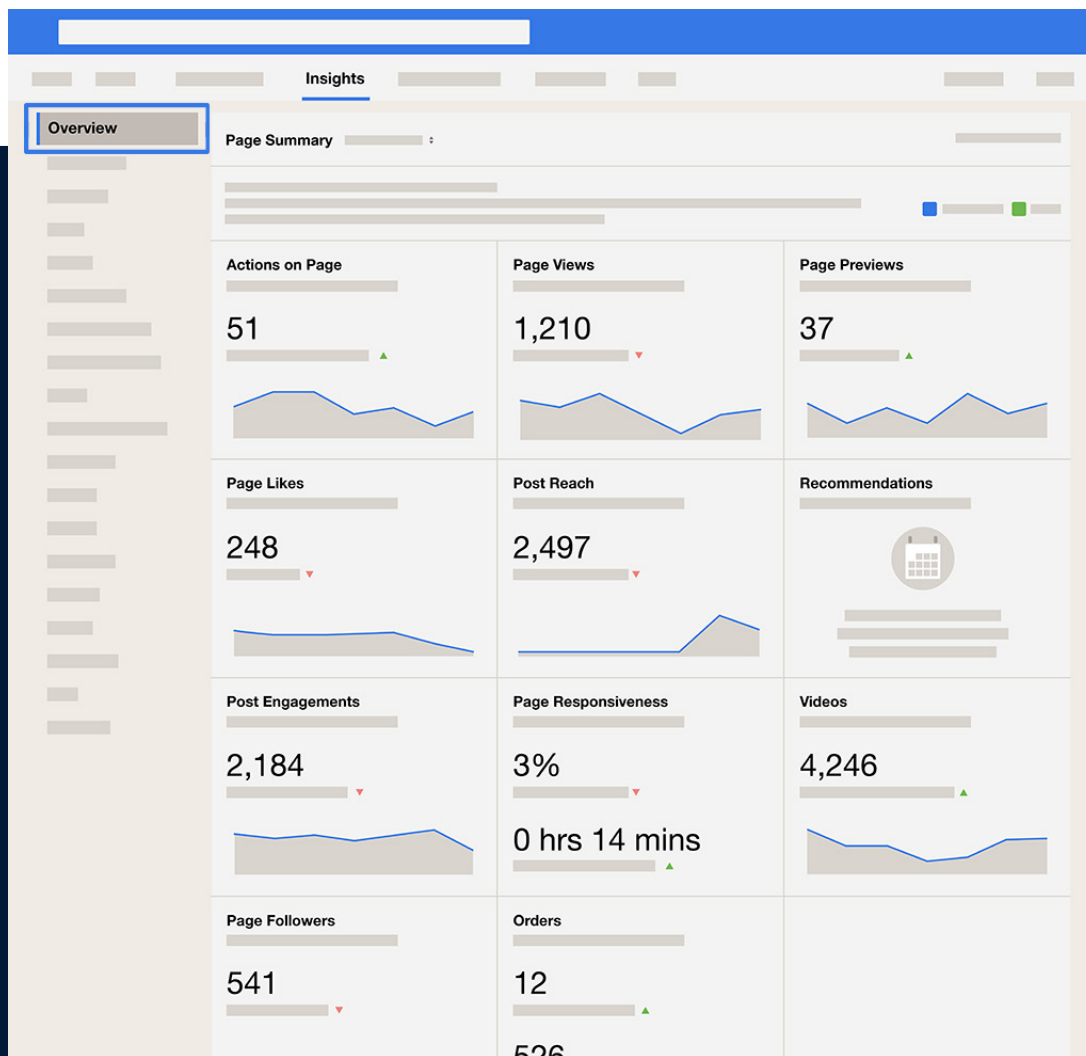 Insights
Overview
Page Summary
Actions on Page
51
Page Views
1,210
Page Previews
37
Page Likes
248
Post Reach
2,497
Recommendations
Post Engagements
2,184
Page Responsiveness
3%
0 hrs 14 mins
Videos
4,246
Page Followers
541
Orders
12
526